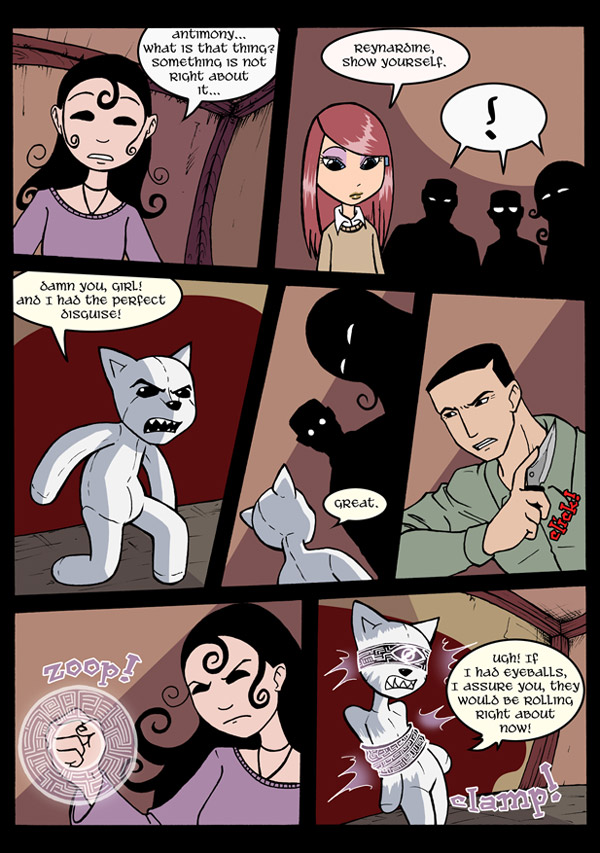 antimony...
what is that thing?
something is not
right about
it...
Reynardine,
show yourself.
!
damn you, girl!
and I had the perfect
disguise!
great.
click!
zoop!
ugh! If
I had eyeballs,
I assure you, they
would be rolling
right about
now!
clamp!